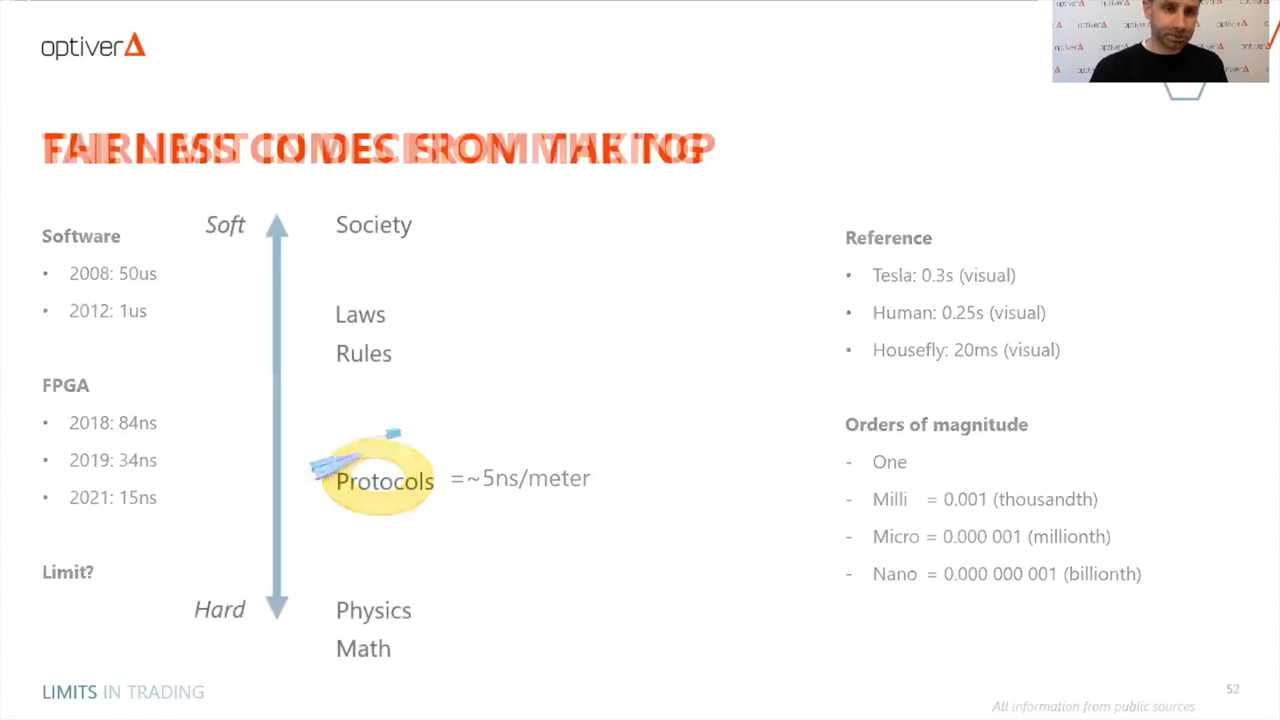 optiver
Software
• 2008: 50us
• 2012: 1us
FPGA
• 2018: 84ns
• 2019: 34ns
• 2021: 15ns
Limit?
Soft
Hard
Society
Laws
Rules
Protocols =~5ns/meter
Physics
Math
Reference
• Tesla: 0.3s (visual)
• Human: 0.25s (visual)
• Housefly: 20ms (visual)
Orders of magnitude
- One
- Milli = 0.001 (thousandth)
- Micro = 0.000 001 (millionth)
- Nano = 0.000 000 001 (billionth)
LIMITS IN TRADING
52
All information from public sources